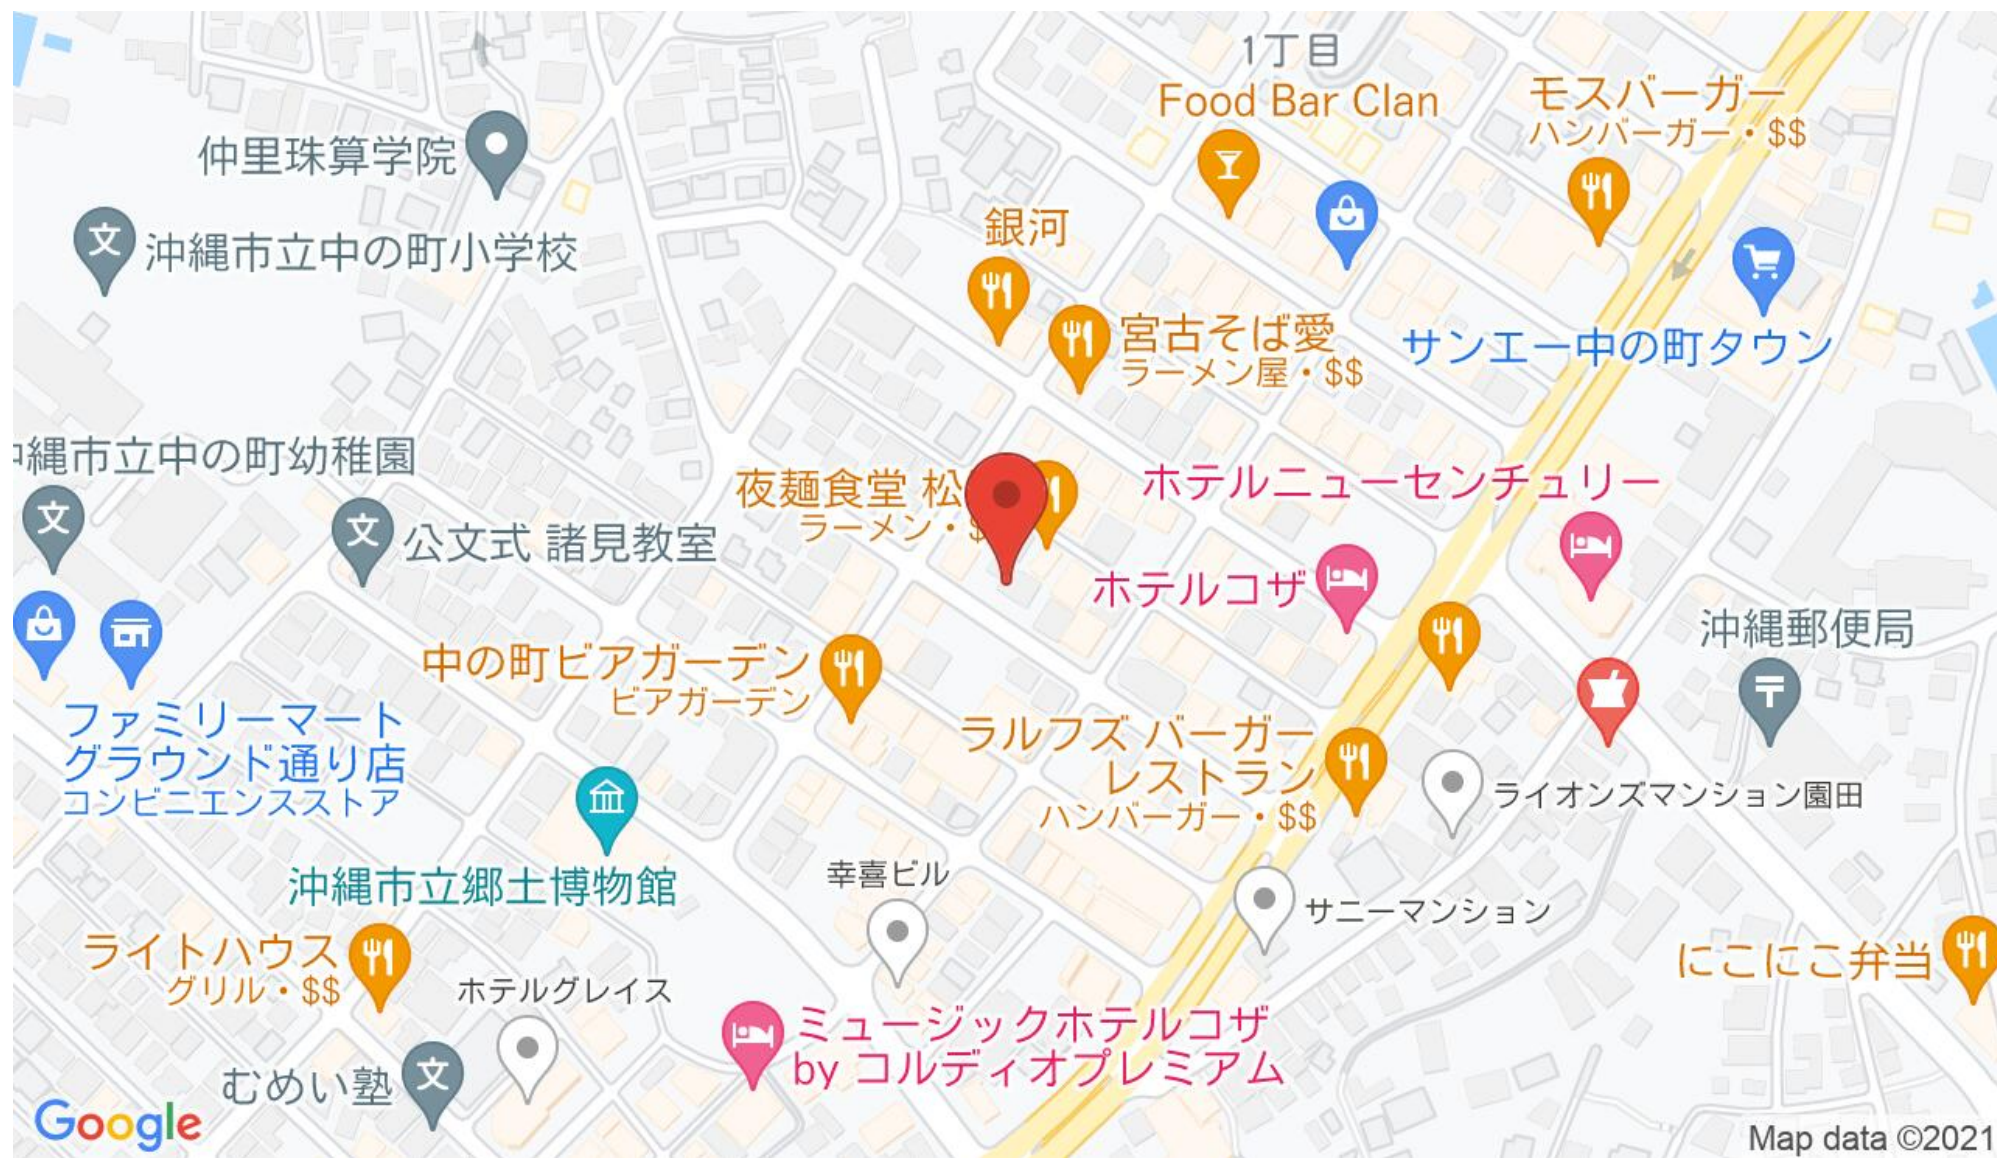 1丁目
Food Bar Clan
モスバーガー
ハンバーガー・$$
仲里珠算学院
沖縄市立中の町小学校
銀河
宮古そば愛
ラーメン屋・$$
サンエー中の町タウン
縄市立中の町幼稚園
夜麺食堂 松
ラーメン・$
ホテルニューセンチュリー
公文式 諸見教室
ホテルコザ
沖縄郵便局
中の町ビアガーデン
ビアガーデン
ファミリーマート
グラウンド通り店
コンビニエンスストア
ラルフズ バーガー
レストラン
ハンバーガー・$$
ライオンズマンション園田
沖縄市立郷土博物館
幸喜ビル
サニーマンション
ライトハウス
グリル・$$
ホテルグレイス
にこにこ弁当
ミュージックホテルコザ
by コルディオプレミアム
むめい塾
Google
Map data ©2021